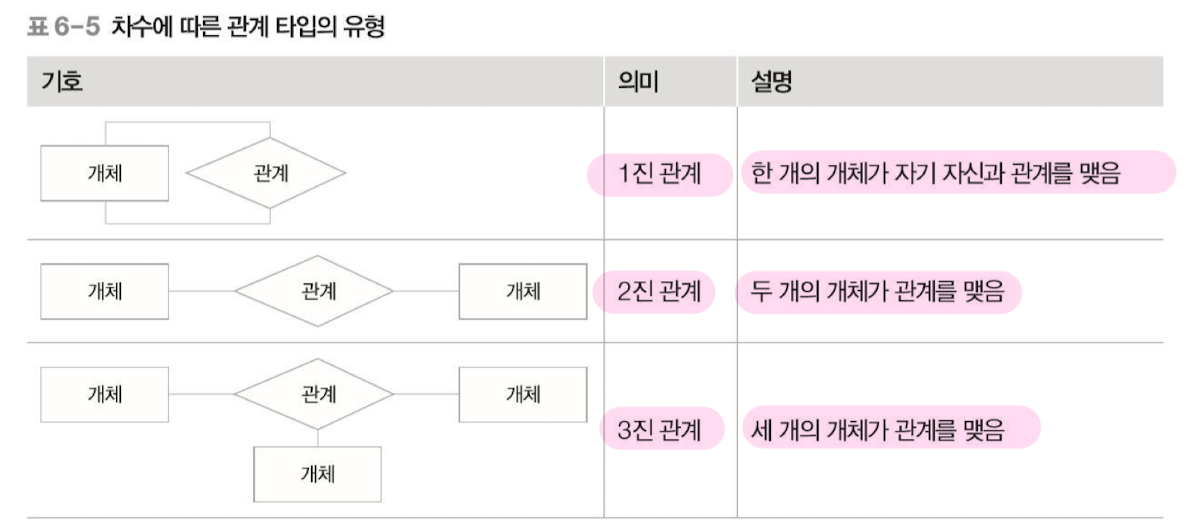 표 6-5 차수에 따른 관계 타입의 유형
기호 의미 설명
개체 관계 1진 관계 한 개의 개체가 자기 자신과 관계를 맺음
개체 관계 개체 2진 관계 두 개의 개체가 관계를 맺음
개체 관계 개체
3진 관계 세 개의 개체가 관계를 맺음
개체